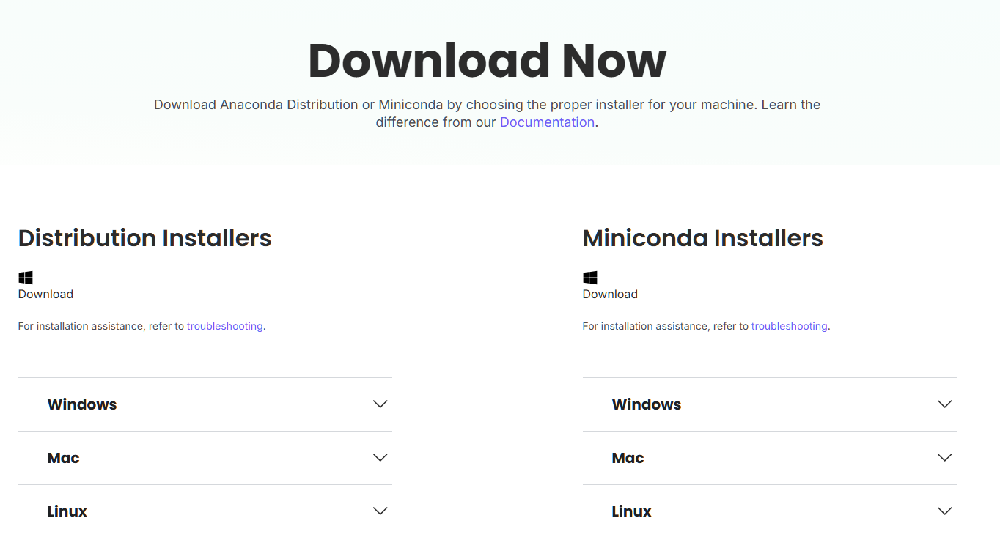 Download Now
Download Anaconda Distribution or Miniconda by choosing the proper installer for your machine. Learn the
difference from our Documentation.
Distribution Installers
Download
For installation assistance, refer to troubleshooting.
Windows
Mac
Linux
Miniconda Installers
Download
For installation assistance, refer to troubleshooting.
Windows
Mac
Linux